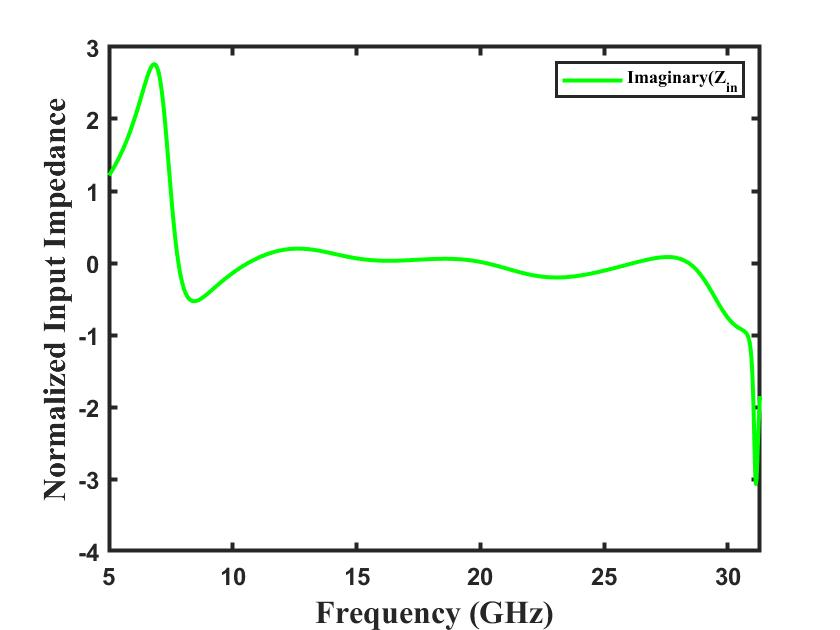 Normalized Input Impedance
3
2
1
0
-1
-2
-3
-4
Imaginary(Z_in
5 10 15 20 25 30
Frequency (GHz)